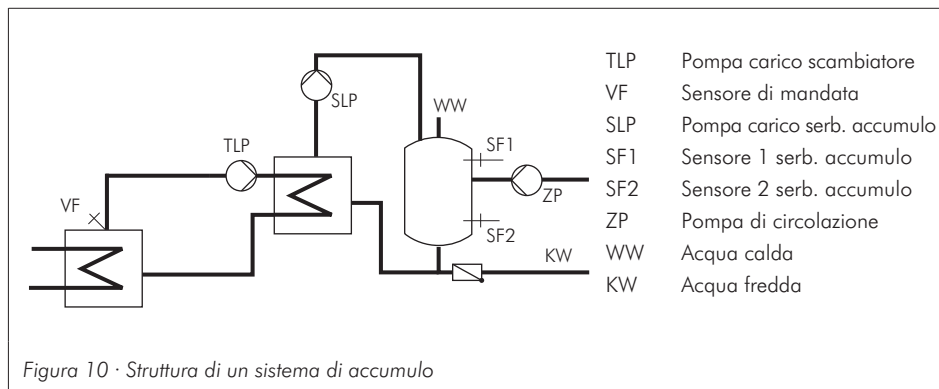 SLP
WW
TLP
SF1
ZP
VF
SF2
KW
TLP Pompa carico scambiatore
VF Sensore di mandata
SLP Pompa carico serb. accumulo
SF1 Sensore 1 serb. accumulo
SF2 Sensore 2 serb. accumulo
ZP Pompa di circolazione
WW Acqua calda
KW Acqua fredda
Figura 10 · Struttura di un sistema di accumulo